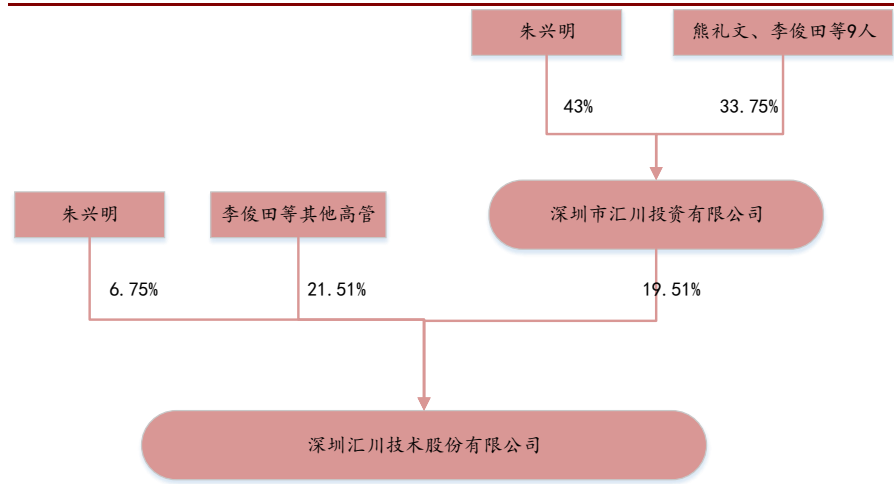 朱兴明
熊礼文、李俊田等9人
43%
33.75%
朱兴明
李俊田等其他高管
深圳市汇川投资有限公司
6.75%
21.51%
19.51%
深圳汇川技术股份有限公司